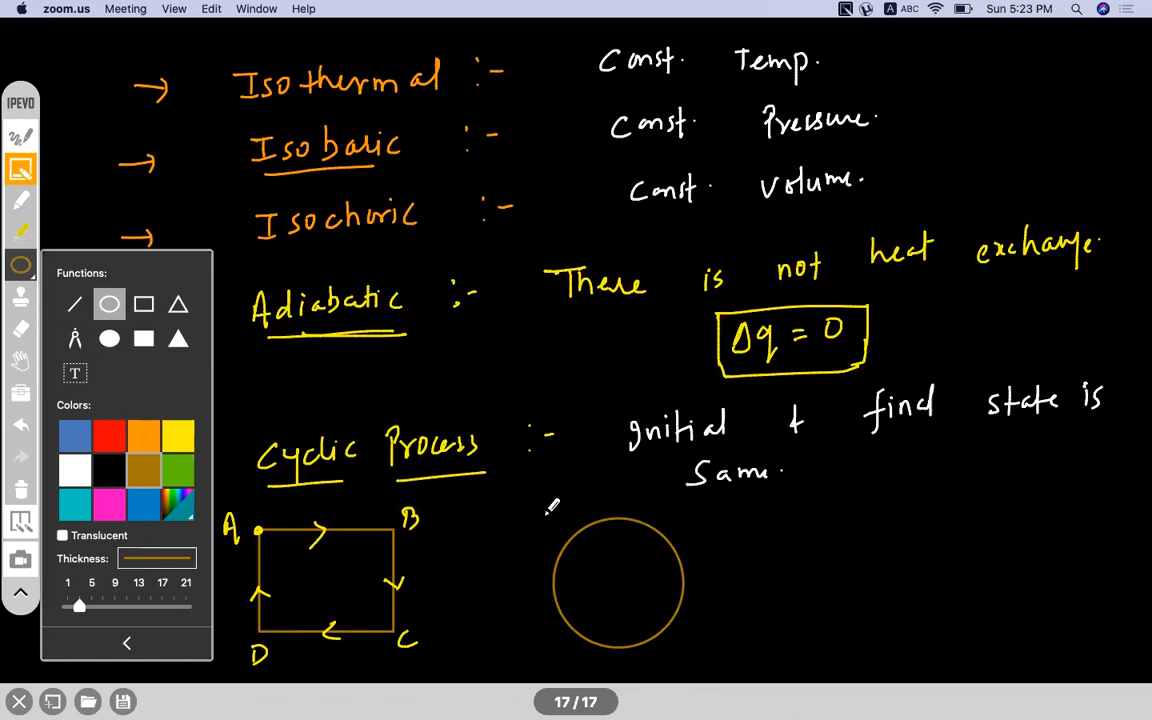 zoom.us Meeting View Edit Window Help ABC Sun 5:23 PM
IPEVO
→ Isothermal :- Const. Temp.
→ Isobaric :- Const. Pressure.
→ Isochoric :- Const. Volume.
Adiabatic :- There is not heat exchange.
Δq = 0
Cyclic Process :- Initial & final state is
Same.
A B
D C
Functions:
T
Colors:
Translucent
Thickness:
1 5 9 13 17 21
17 / 17